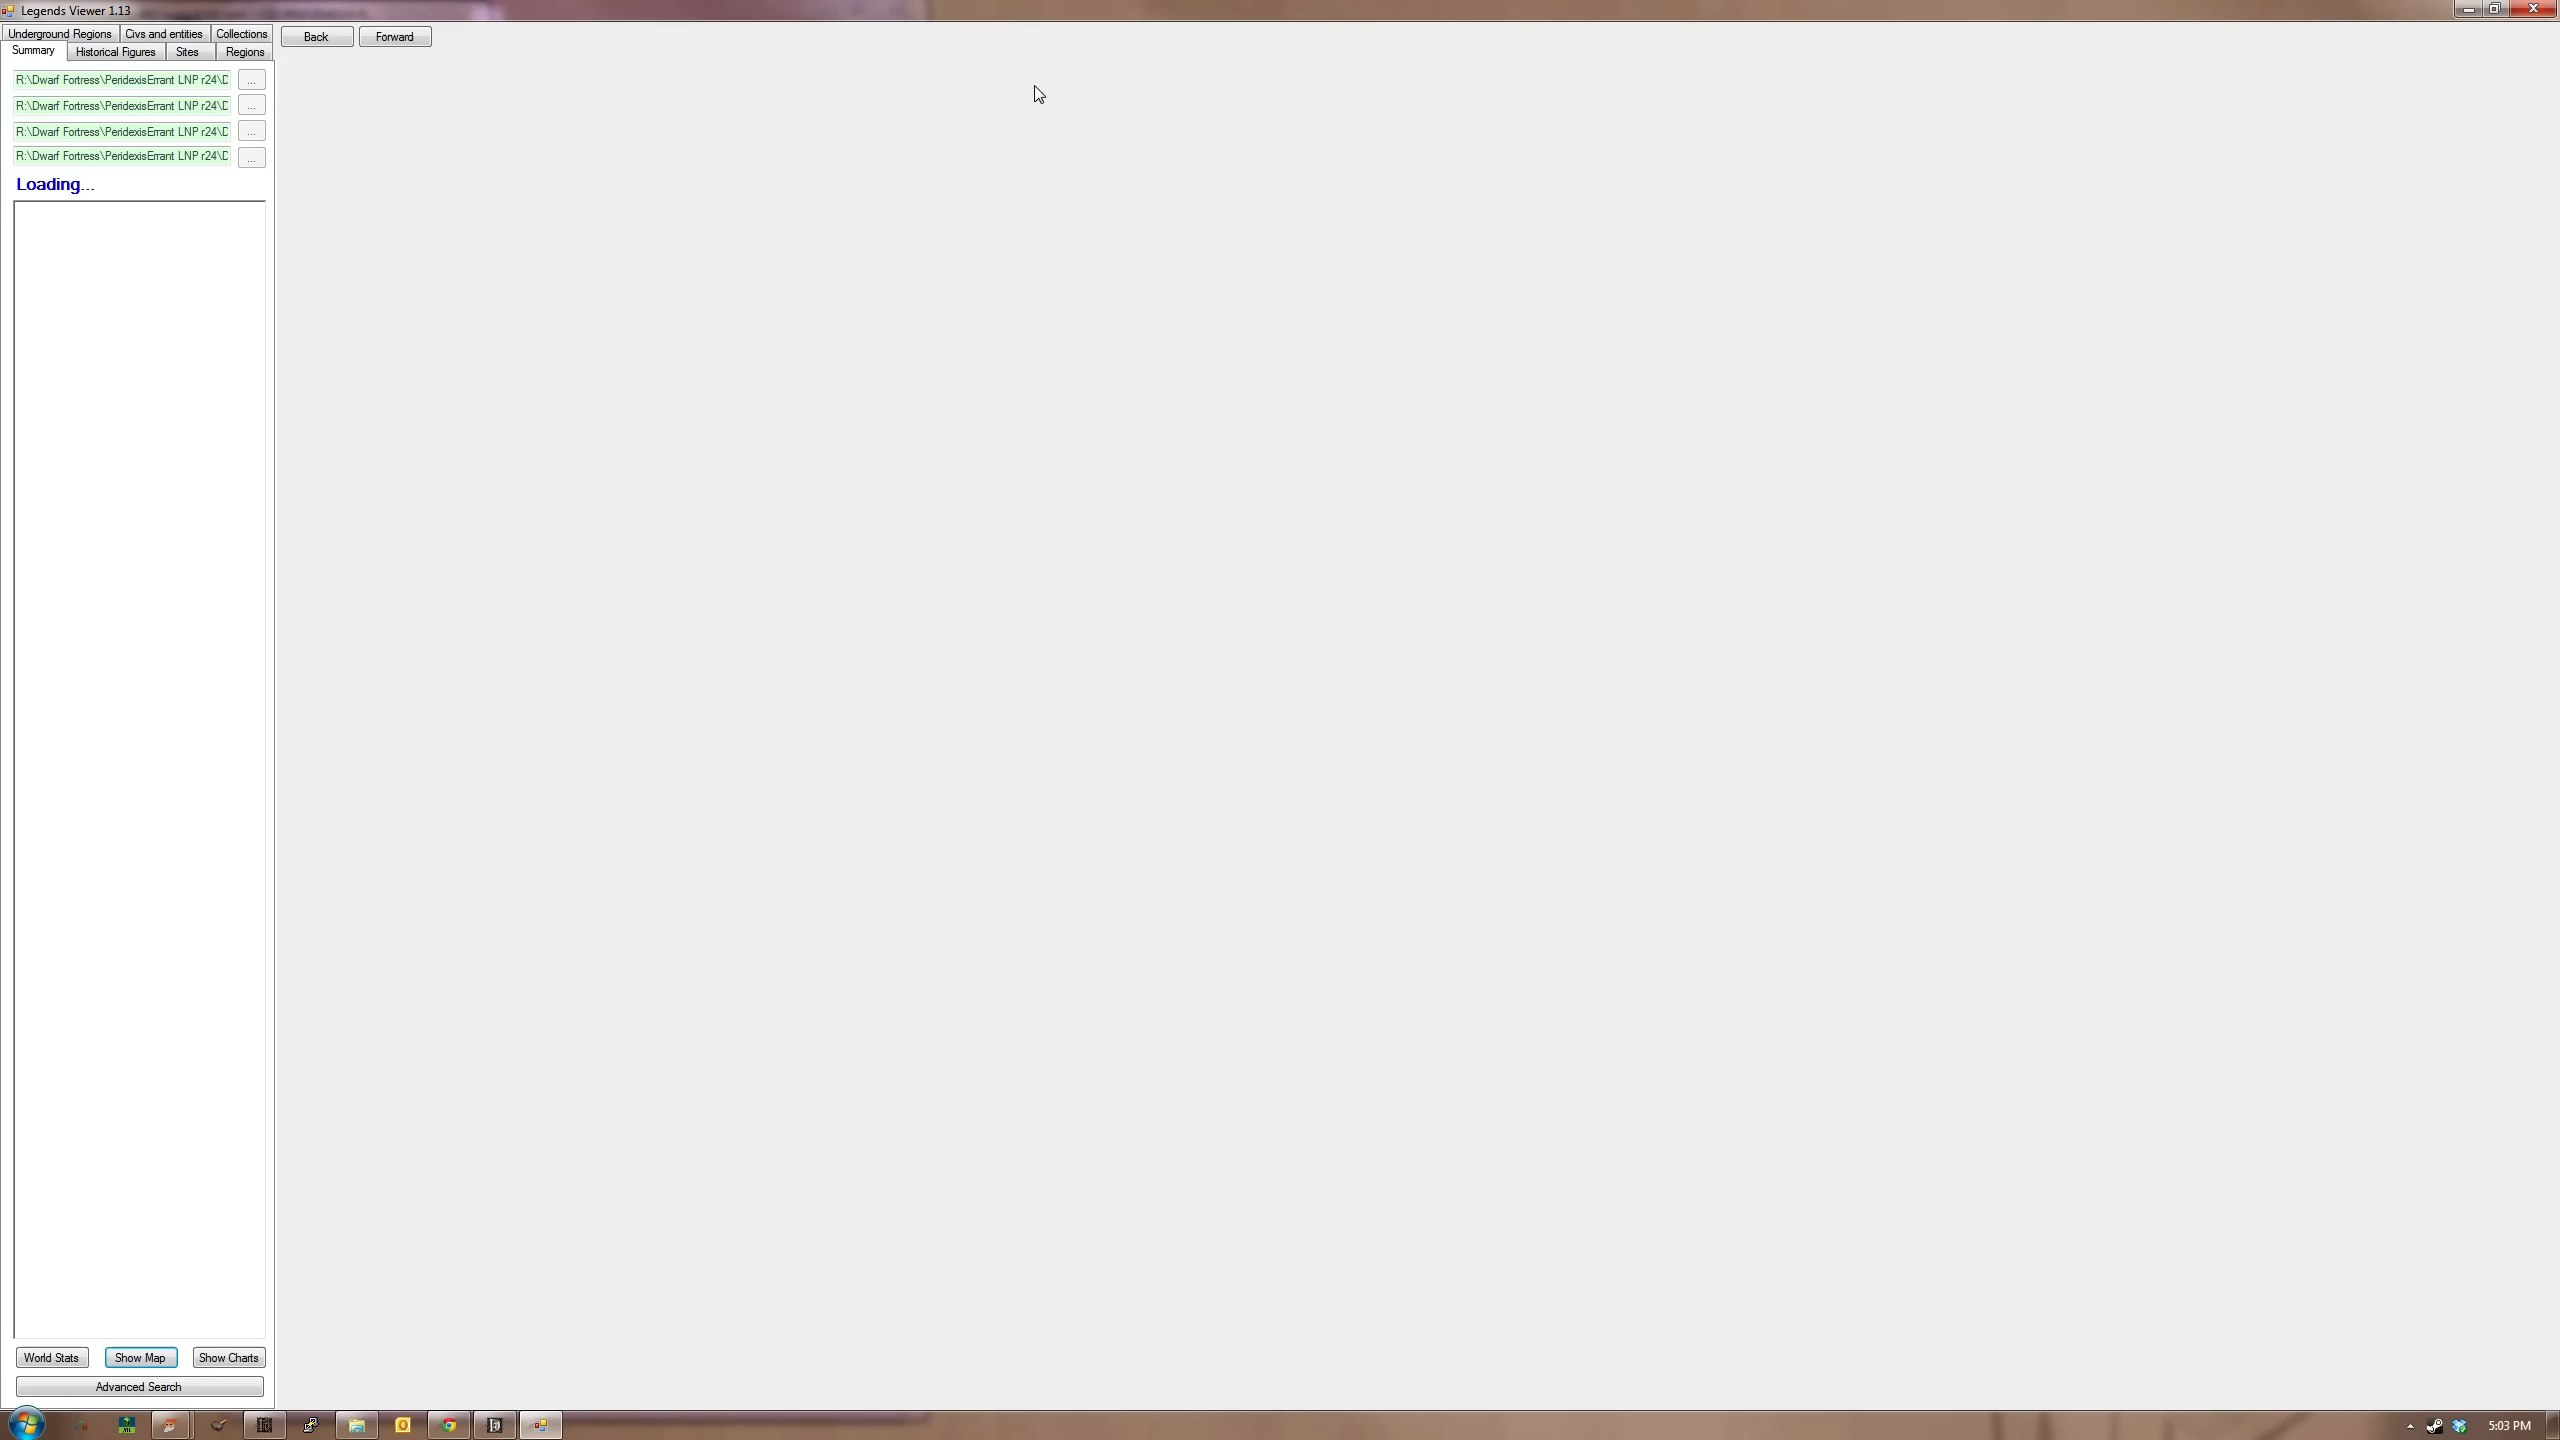 Legends Viewer 1.13
Underground Regions Civs and entities Collections
Summary Historical Figures Sites Regions
Back Forward
R:\Dwarf Fortress\PeridexisErrant LNP r24\D
...
R:\Dwarf Fortress\PeridexisErrant LNP r24\D
...
R:\Dwarf Fortress\PeridexisErrant LNP r24\D
...
R:\Dwarf Fortress\PeridexisErrant LNP r24\D
...
Loading...
World Stats Show Map Show Charts
Advanced Search
5:03 PM